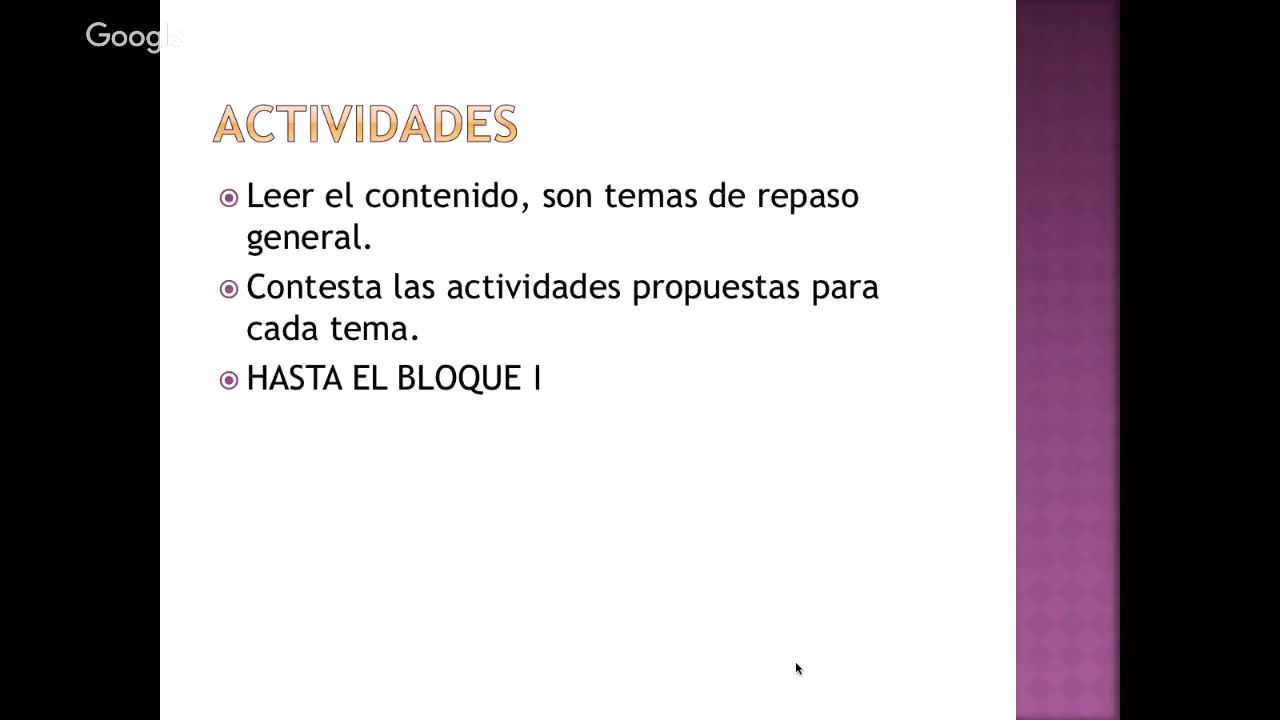 Google
ACTIVIDADES
Leer el contenido, son temas de repaso
general.
Contesta las actividades propuestas para
cada tema.
HASTA EL BLOQUE I